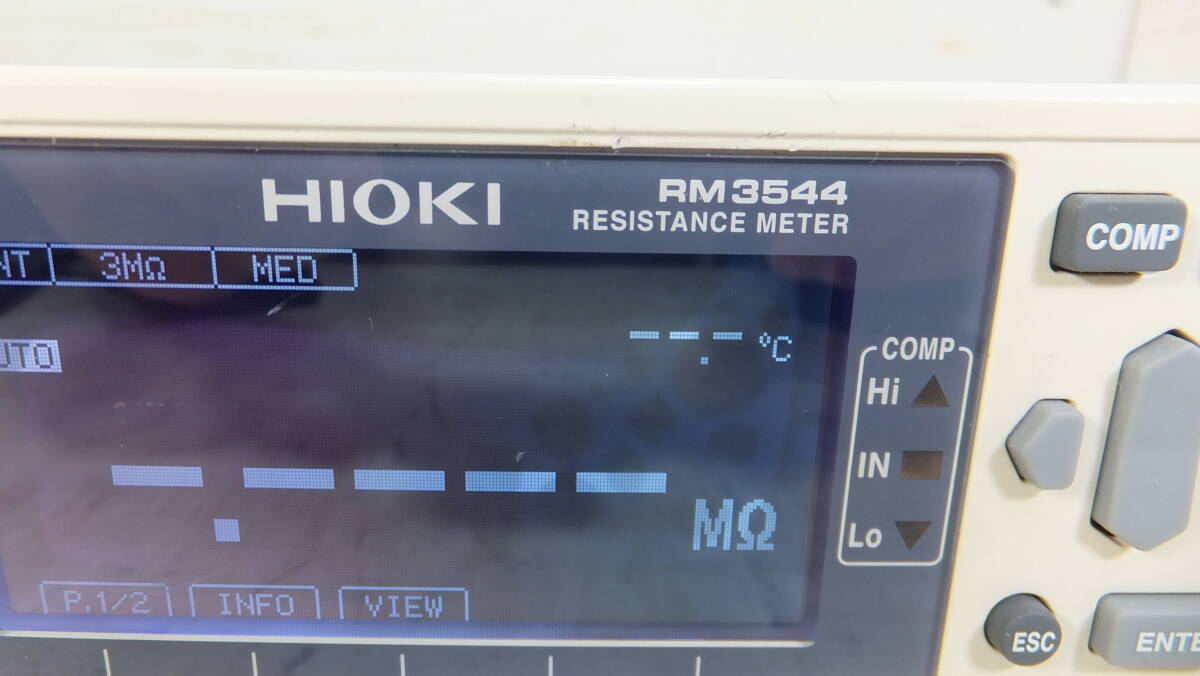 HIOKI
RM3544
RESISTANCE METER
COMP
NT 3MΩ MED
UTO
--.- °C
COMP
Hi
IN
Lo
-.---- MΩ
P.1/2 INFO VIEW
ESC
ENTE